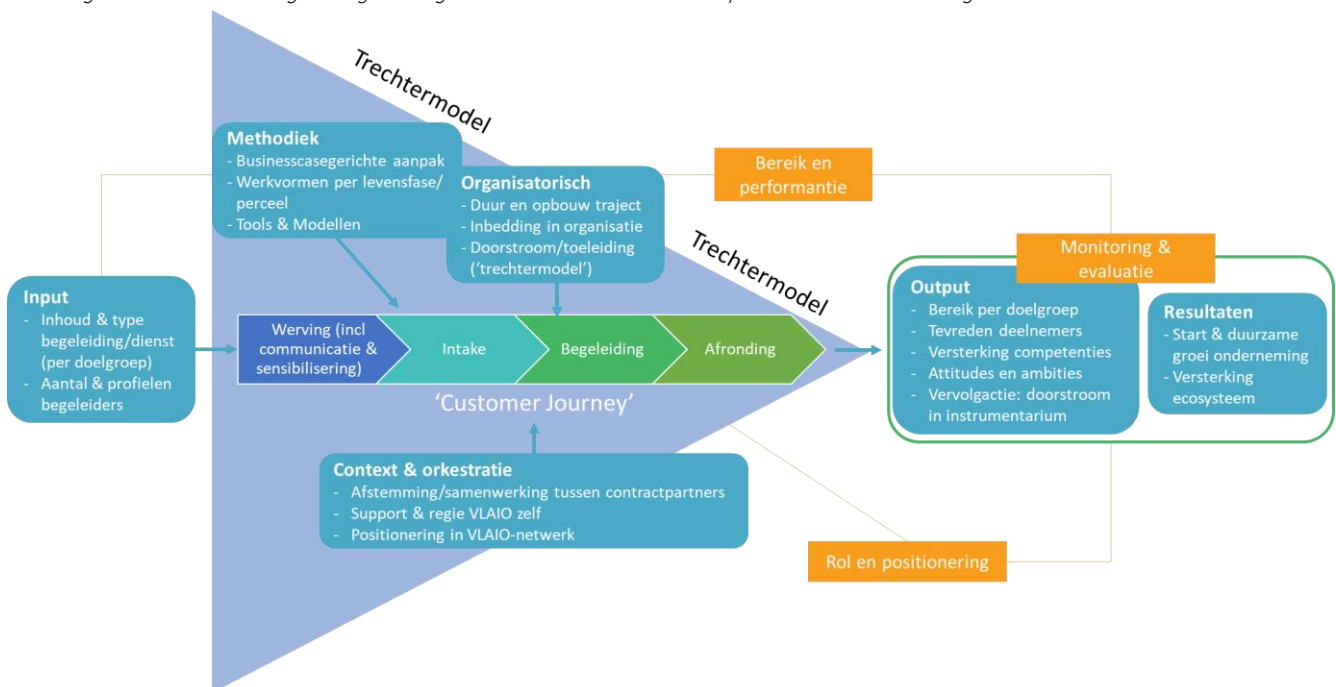 Trechtermodel
Methodiek
- Businesscasegerichte aanpak
- Werkvormen per levensfase/
perceel
- Tools & Modellen
Organisatorisch
- Duur en opbouw traject
- Inbedding in organisatie
- Doorstroom/toeleiding
('trechtermodel')
Bereik en
performantie
Trechtermodel
Monitoring &
evaluatie
Input
- Inhoud & type
begeleiding/dienst
(per doelgroep)
- Aantal & profielen
begeleiders
Werving (incl
communicatie &
sensibilisering)
Intake
Begeleiding
Afronding
'Customer Journey'
Output
- Bereik per doelgroep
- Tevreden deelnemers
- Versterking competenties
- Attitudes en ambities
- Vervolgactie: doorstroom
in instrumentarium
Resultaten
- Start & duurzame
groei onderneming
- Versterking
ecosysteem
Context & orkestratie
- Afstemming/samenwerking tussen contractpartners
- Support & regie VLAIO zelf
- Positionering in VLAIO-netwerk
Rol en positionering